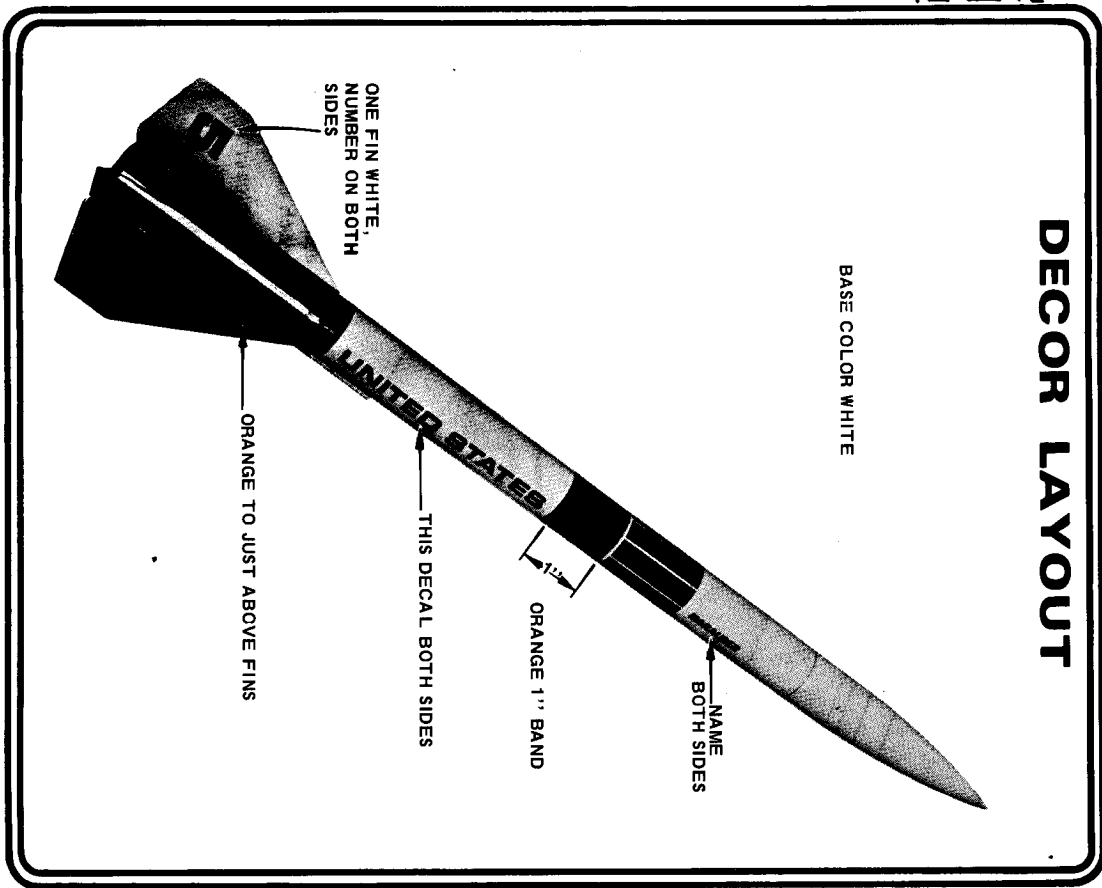 DECOR LAYOUT
BASE COLOR WHITE
NAME
BOTH SIDES
ORANGE 1'' BAND
1''
UNITED STATES
THIS DECAL BOTH SIDES
ONE FIN WHITE,
NUMBER ON BOTH
SIDES
5
ORANGE TO JUST ABOVE FINS